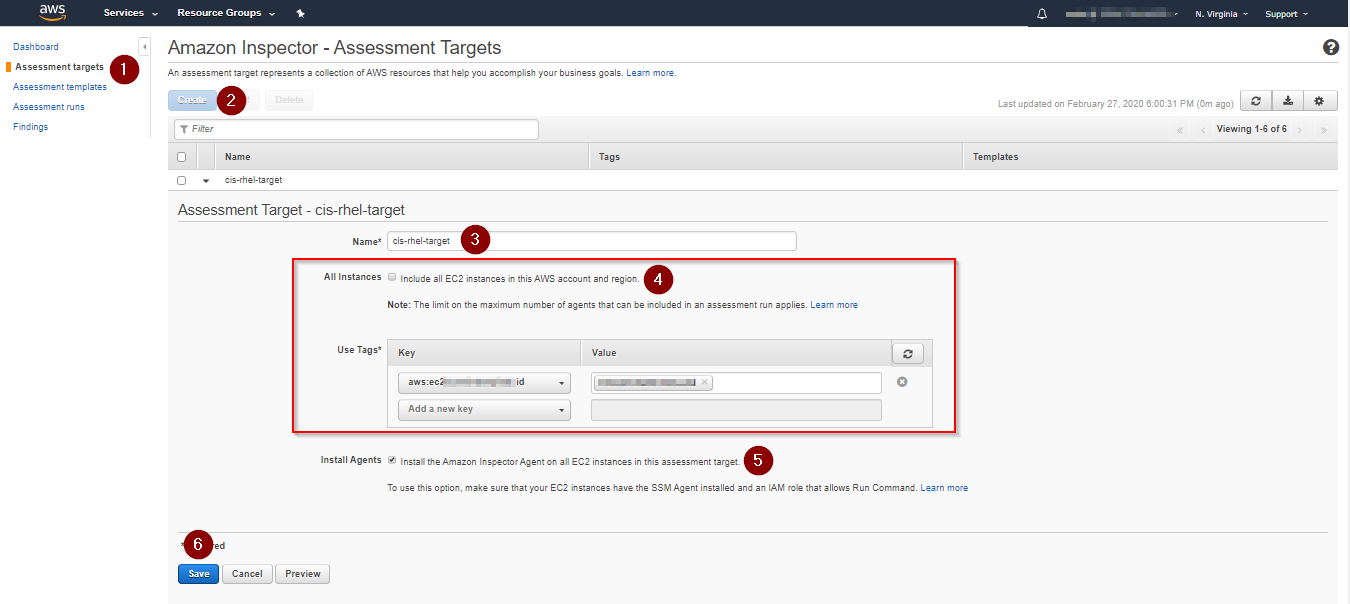 aws Services Resource Groups N. Virginia Support
Dashboard
Assessment targets 1
Assessment templates
Assessment runs
Findings
Amazon Inspector - Assessment Targets ?
An assessment target represents a collection of AWS resources that help you accomplish your business goals. Learn more.
Create 2 Delete
Last updated on February 27, 2020 6:00:31 PM (0m ago)
Filter
« ‹ Viewing 1-6 of 6 › »
Name Tags Templates
cis-rhel-target
Assessment Target - cis-rhel-target
Name* cis-rhel-target 3
All Instances Include all EC2 instances in this AWS account and region. 4
Note: The limit on the maximum number of agents that can be included in an assessment run applies. Learn more
Use Tags* Key Value
aws:ec2 id ×
Add a new key
Install Agents Install the Amazon Inspector Agent on all EC2 instances in this assessment target. 5
To use this option, make sure that your EC2 instances have the SSM Agent installed and an IAM role that allows Run Command. Learn more
* 6 red
Save Cancel Preview